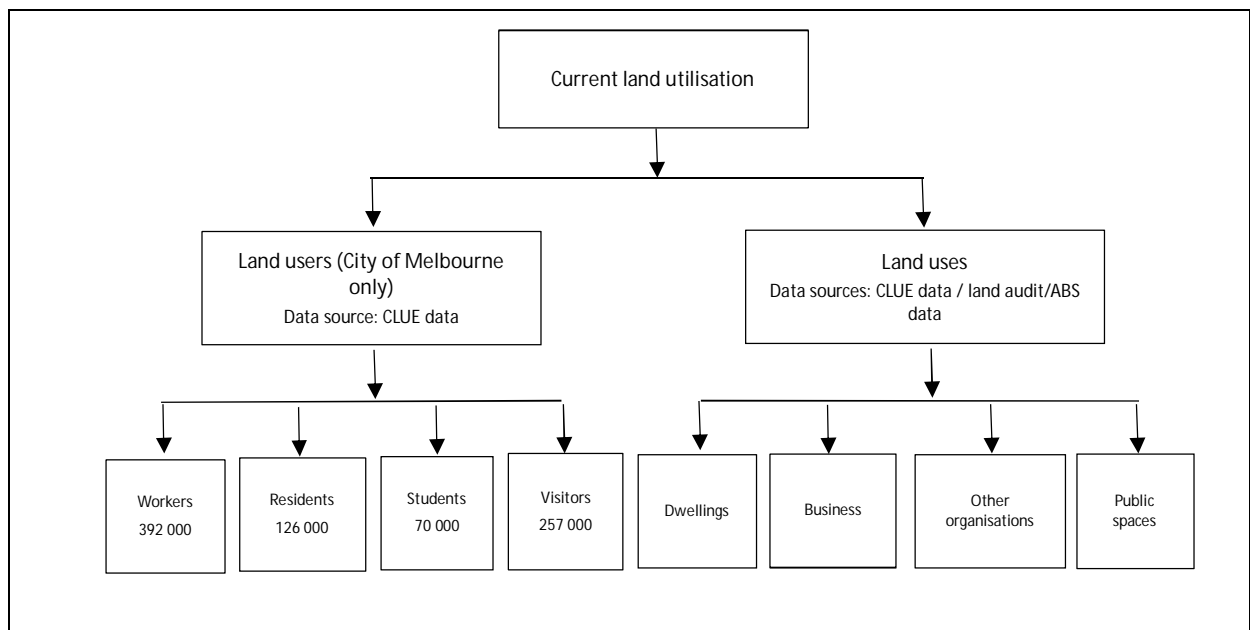 Current land utilisation
Land users (City of Melbourne
only)
Data source: CLUE data
Land uses
Data sources: CLUE data / land audit/ABS
data
Workers
392 000
Residents
126 000
Students
70 000
Visitors
257 000
Dwellings
Business
Other
organisations
Public
spaces